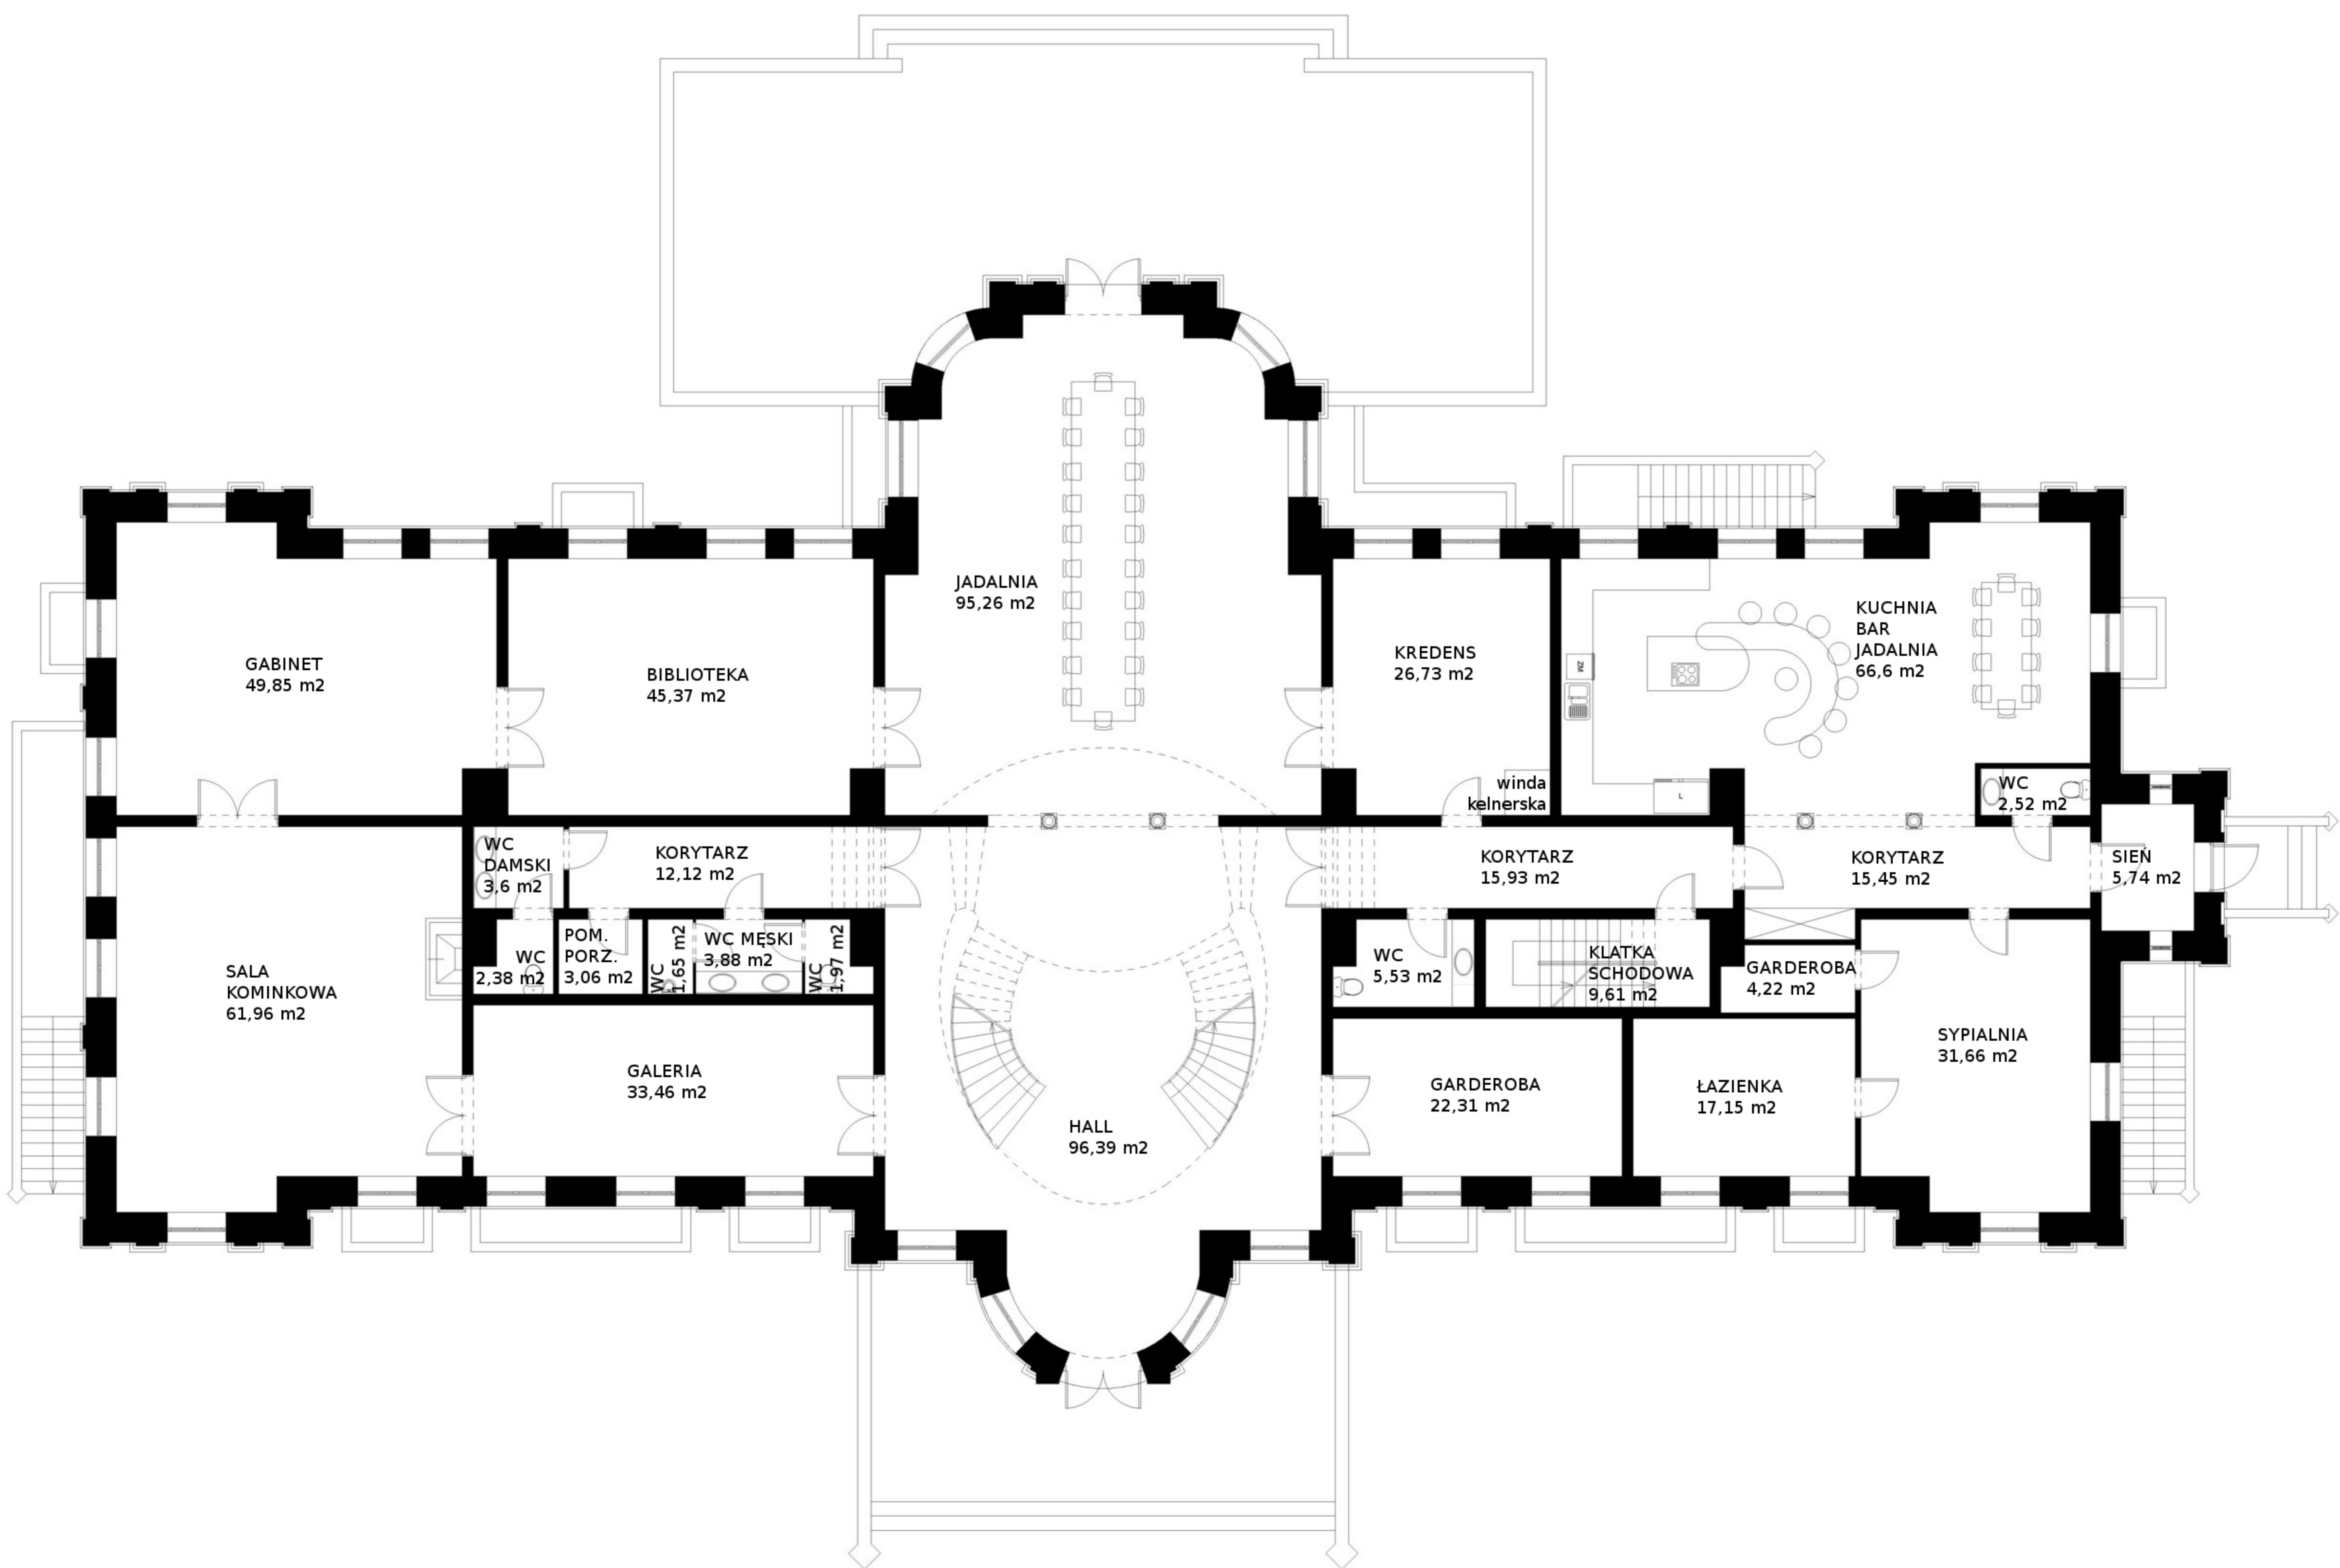 JADALNIA
95,26 m2
GABINET
49,85 m2
BIBLIOTEKA
45,37 m2
KREDENS
26,73 m2
winda
kelnerska
KUCHNIA
BAR
JADALNIA
66,6 m2
ZM
L
WC
2,52 m2
WC
DAMSKI
3,6 m2
KORYTARZ
12,12 m2
KORYTARZ
15,93 m2
KORYTARZ
15,45 m2
SIEŃ
5,74 m2
SALA
KOMINKOWA
61,96 m2
WC
2,38 m2
POM.
PORZ.
3,06 m2
WC
1,65 m2
WC MĘSKI
3,88 m2
WC
1,97 m2
WC
5,53 m2
KLATKA
SCHODOWA
9,61 m2
GARDEROBA
4,22 m2
SYPIALNIA
31,66 m2
GALERIA
33,46 m2
HALL
96,39 m2
GARDEROBA
22,31 m2
ŁAZIENKA
17,15 m2